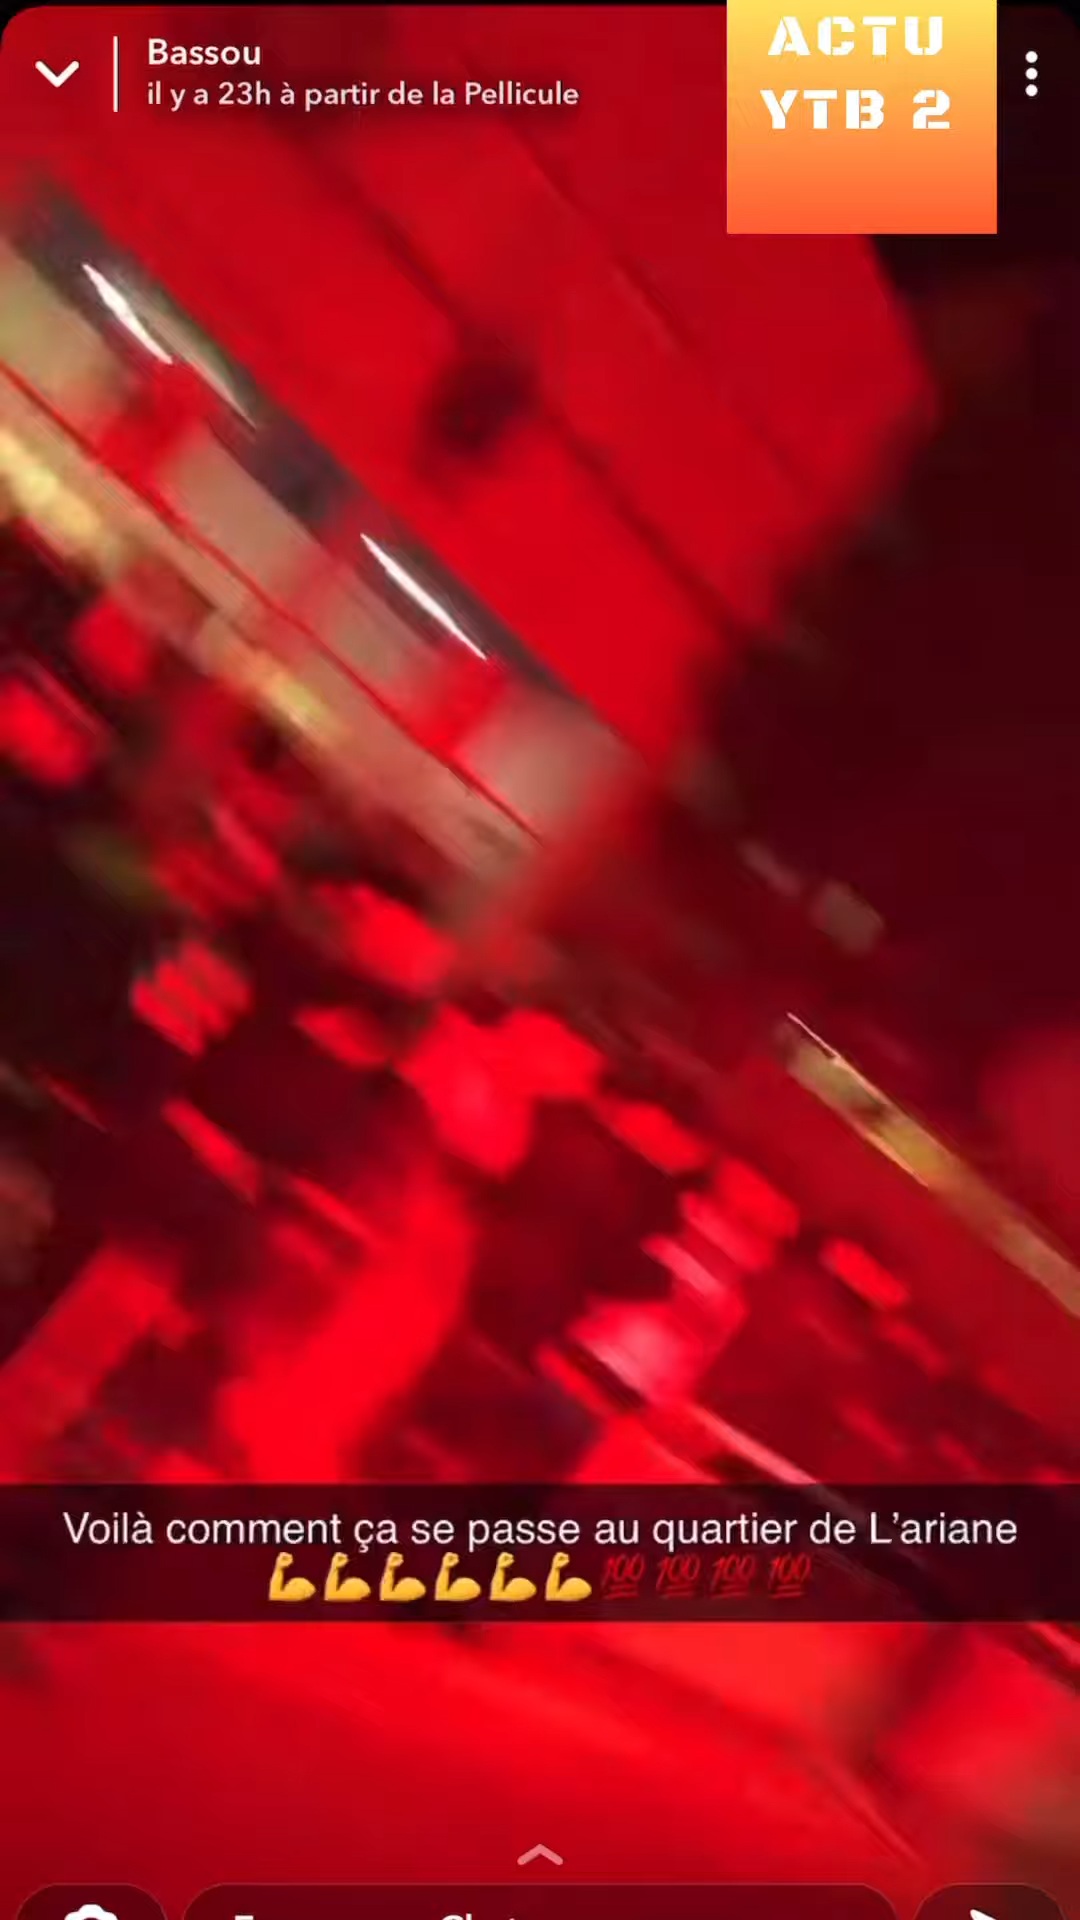 Bassou
il y a 23h à partir de la Pellicule
ACTU
YTB 2
Voilà comment ça se passe au quartier de L’ariane
💪💪💪💪💪💪💯💯💯💯